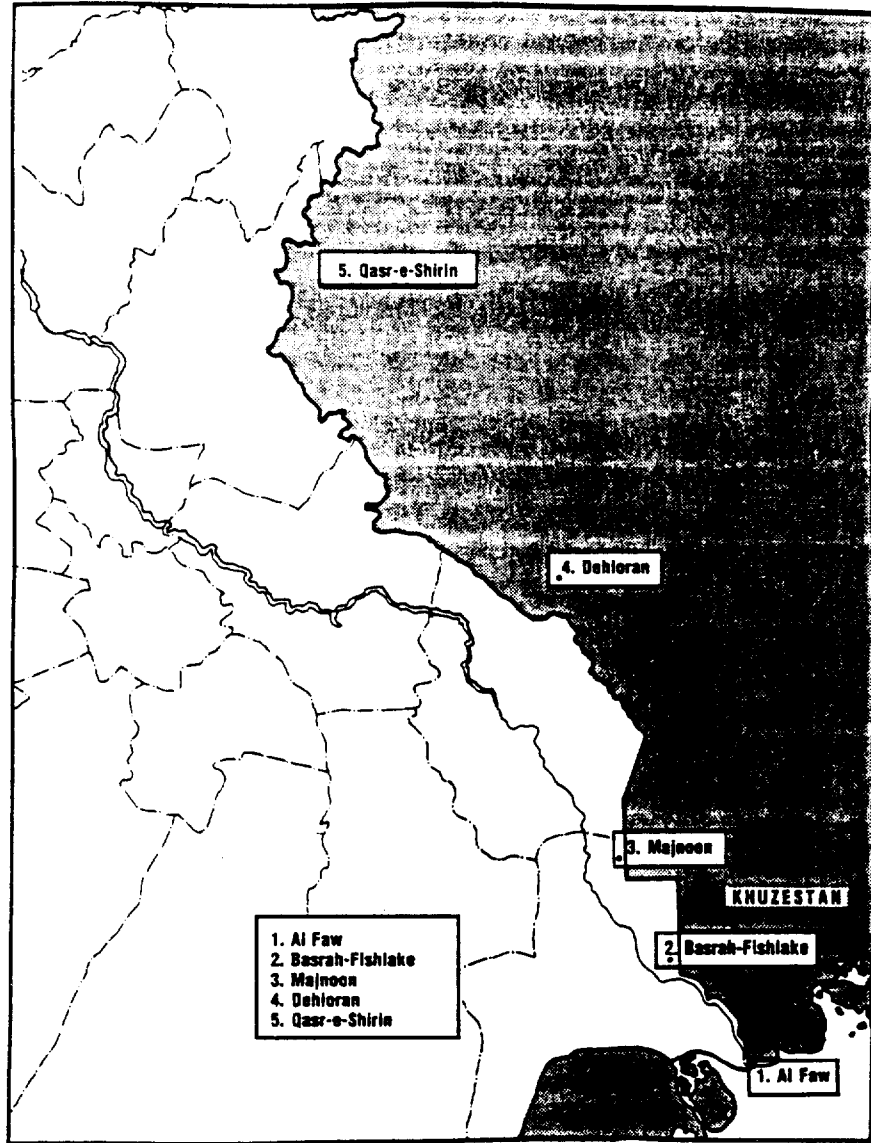 5. Qasr-e-Shirin
4. Dehloran
3. Majnoon
KHUZESTAN
1. Al Faw
2. Basrah-Fishlake
3. Majnoon
4. Dehloran
5. Qasr-e-Shirin
2. Basrah-Fishlake
1. Al Faw